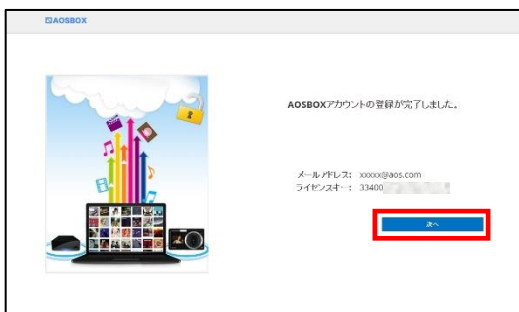 AOSBOX
AOSBOXアカウントの登録が完了しました。
メールアドレス: xxxxx@aos.com
ライセンスキー: 33400
次へ